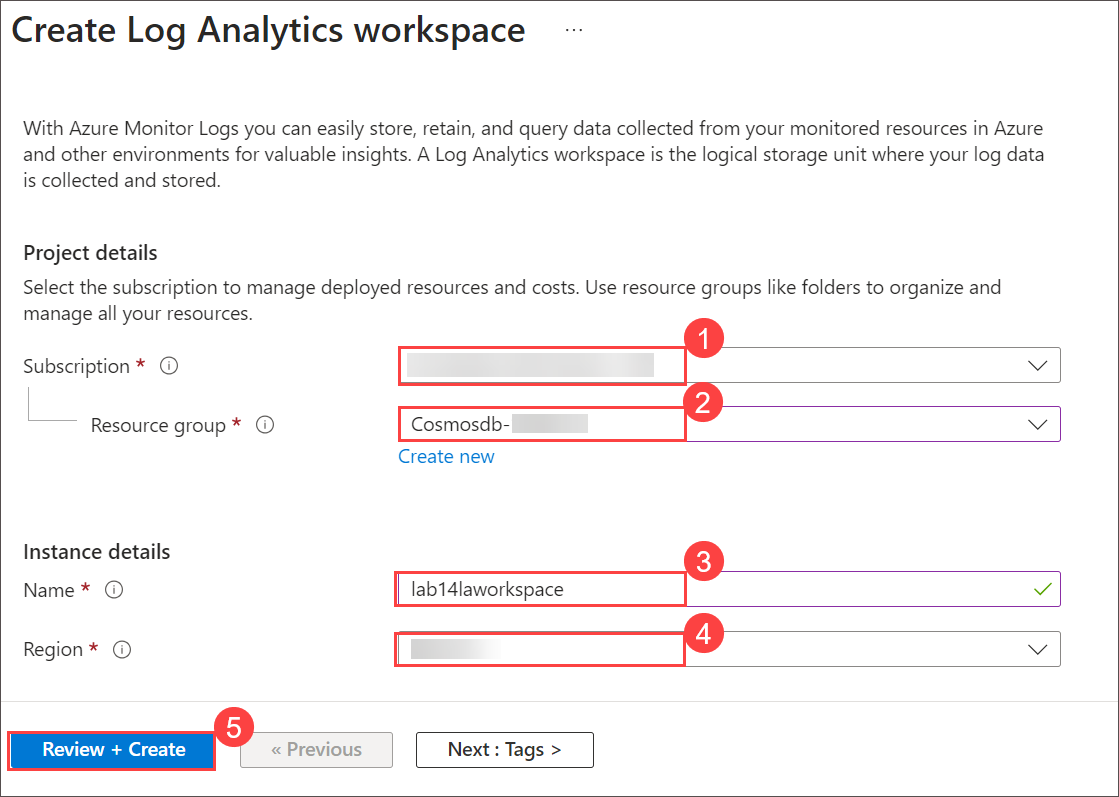 Create Log Analytics workspace ...
With Azure Monitor Logs you can easily store, retain, and query data collected from your monitored resources in Azure
and other environments for valuable insights. A Log Analytics workspace is the logical storage unit where your log data
is collected and stored.
Project details
Select the subscription to manage deployed resources and costs. Use resource groups like folders to organize and
manage all your resources.
1
Subscription *
2
Resource group * Cosmosdb-
Create new
Instance details
3
Name * lab14laworkspace
4
Region *
5
Review + Create « Previous Next : Tags >